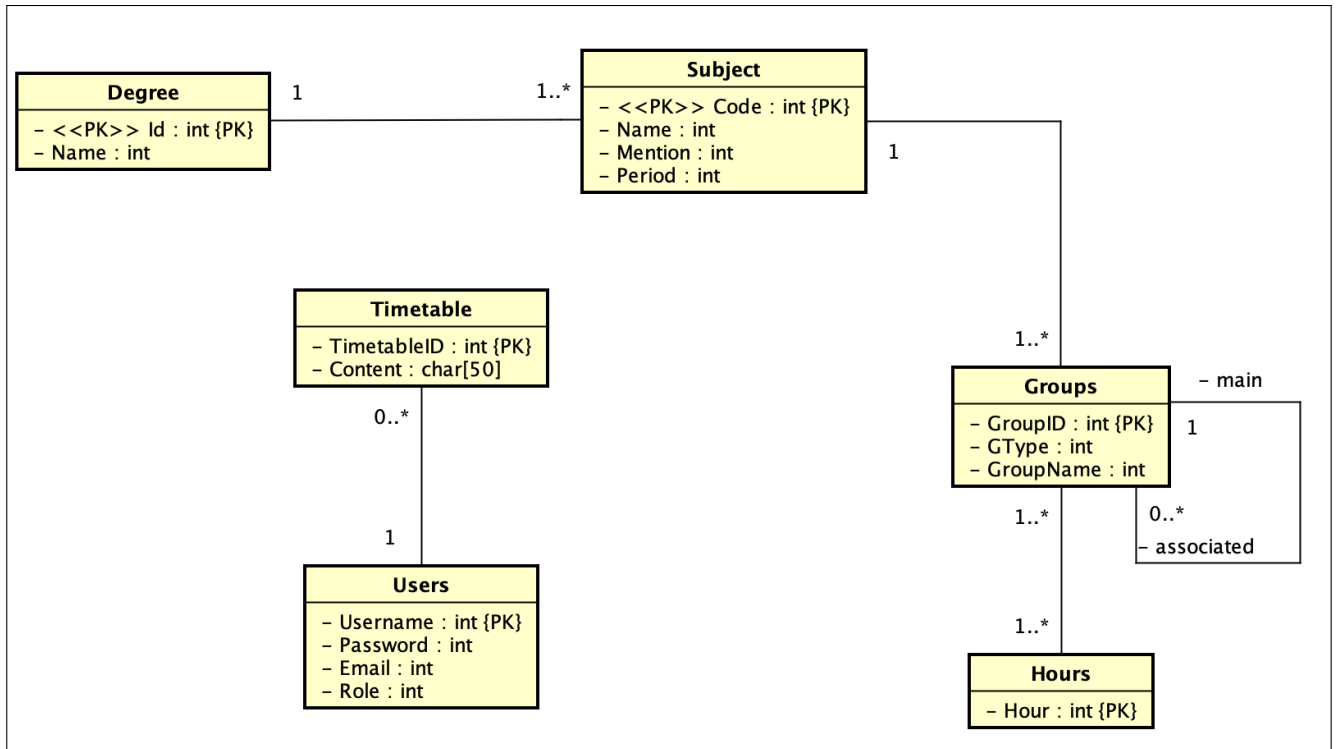 Degree
- <<PK>> Id : int {PK}
- Name : int
1
1..*
Subject
- <<PK>> Code : int {PK}
- Name : int
- Mention : int
- Period : int
1
1..*
Timetable
- TimetableID : int {PK}
- Content : char[50]
0..*
1
Users
- Username : int {PK}
- Password : int
- Email : int
- Role : int
Groups
- GroupID : int {PK}
- GType : int
- GroupName : int
- main
1
0..*
- associated
1..*
1..*
Hours
- Hour : int {PK}